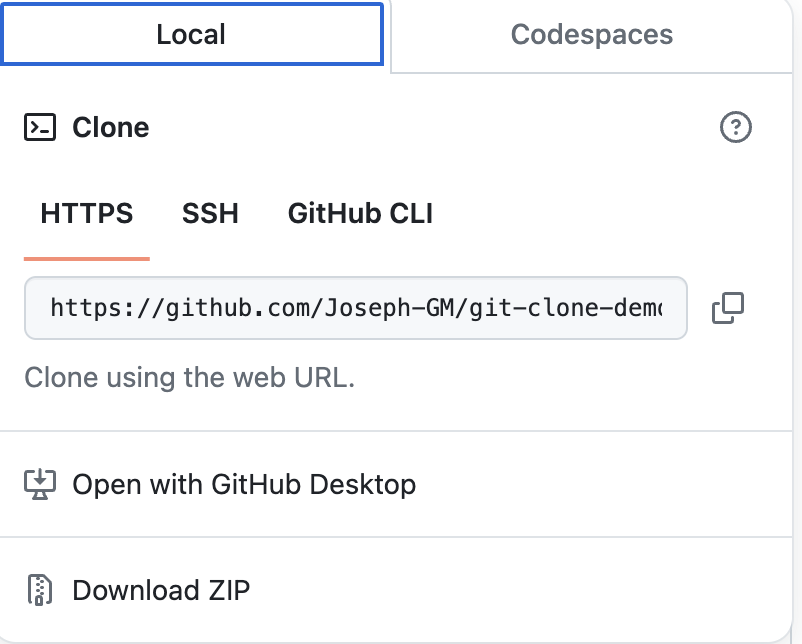 Local
Codespaces
Clone
HTTPS SSH GitHub CLI
https://github.com/Joseph-GM/git-clone-demo
Clone using the web URL.
Open with GitHub Desktop
Download ZIP